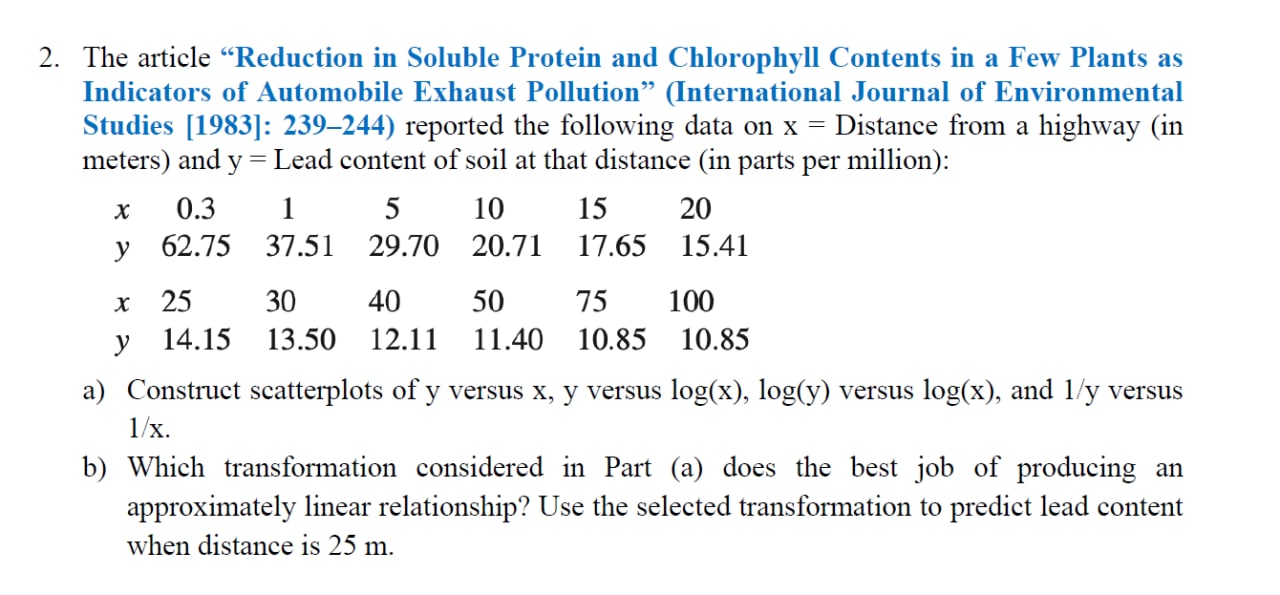 2. The article “Reduction in Soluble Protein and Chlorophyll Contents in a Few Plants as
Indicators of Automobile Exhaust Pollution” (International Journal of Environmental
Studies [1983]: 239–244) reported the following data on x = Distance from a highway (in
meters) and y = Lead content of soil at that distance (in parts per million):
x 0.3 1 5 10 15 20
y 62.75 37.51 29.70 20.71 17.65 15.41
x 25 30 40 50 75 100
y 14.15 13.50 12.11 11.40 10.85 10.85
a) Construct scatterplots of y versus x, y versus log(x), log(y) versus log(x), and 1/y versus
1/x.
b) Which transformation considered in Part (a) does the best job of producing an
approximately linear relationship? Use the selected transformation to predict lead content
when distance is 25 m.